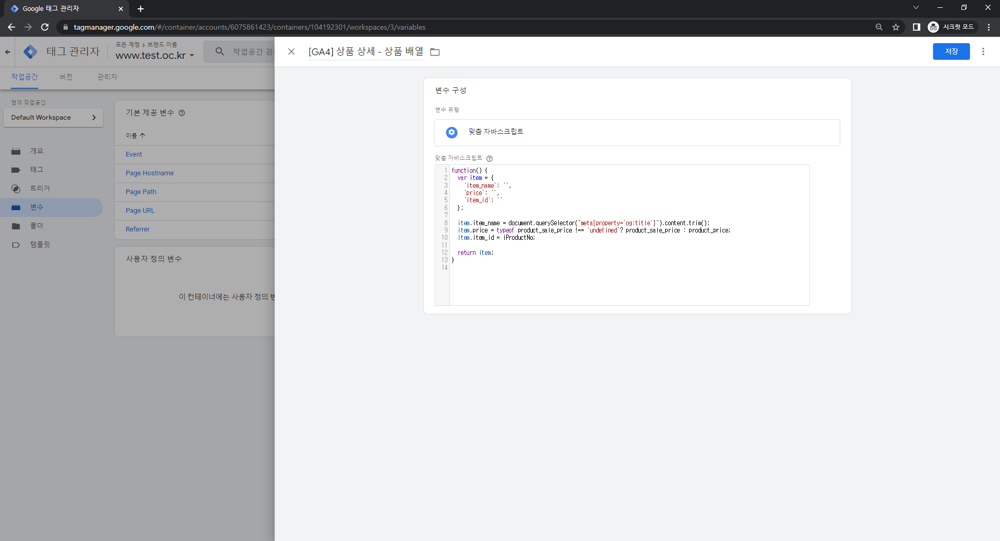 Google 태그 관리자
tagmanager.google.com/#/container/accounts/6075861423/containers/104192301/workspaces/3/variables
시크릿 모드
태그 관리자
모든 계정 > 브랜드 이름
www.test.oc.kr
작업공간 검
[GA4] 상품 상세 - 상품 배열
저장
작업공간
버전
관리자
현재 작업공간
Default Workspace
개요
태그
트리거
변수
폴더
템플릿
기본 제공 변수
이름
Event
Page Hostname
Page Path
Page URL
Referrer
사용자 정의 변수
이 컨테이너에는 사용자 정의 변
변수 구성
변수 유형
맞춤 자바스크립트
맞춤 자바스크립트
1 function() {
2 var item = {
3 'item_name': '',
4 'price': '',
5 'item_id': ''
6 };
7
8 item.item_name = document.querySelector("meta[property='og:title']").content.trim();
9 item.price = typeof product_sale_price !== 'undefined'? product_sale_price : product_price;
10 item.item_id = iProductNo;
11
12 return item;
13 }
14